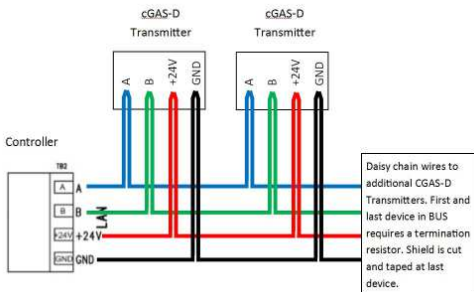 cGAS-D
Transmitter
cGAS-D
Transmitter
A B +24V GND
A B +24V GND
Controller
TB2
A A
B B
+24V +24V
GND GND
LAN
Daisy chain wires to
additional CGAS-D
Transmitters. First and
last device in BUS
requires a termination
resistor. Shield is cut
and taped at last
device.